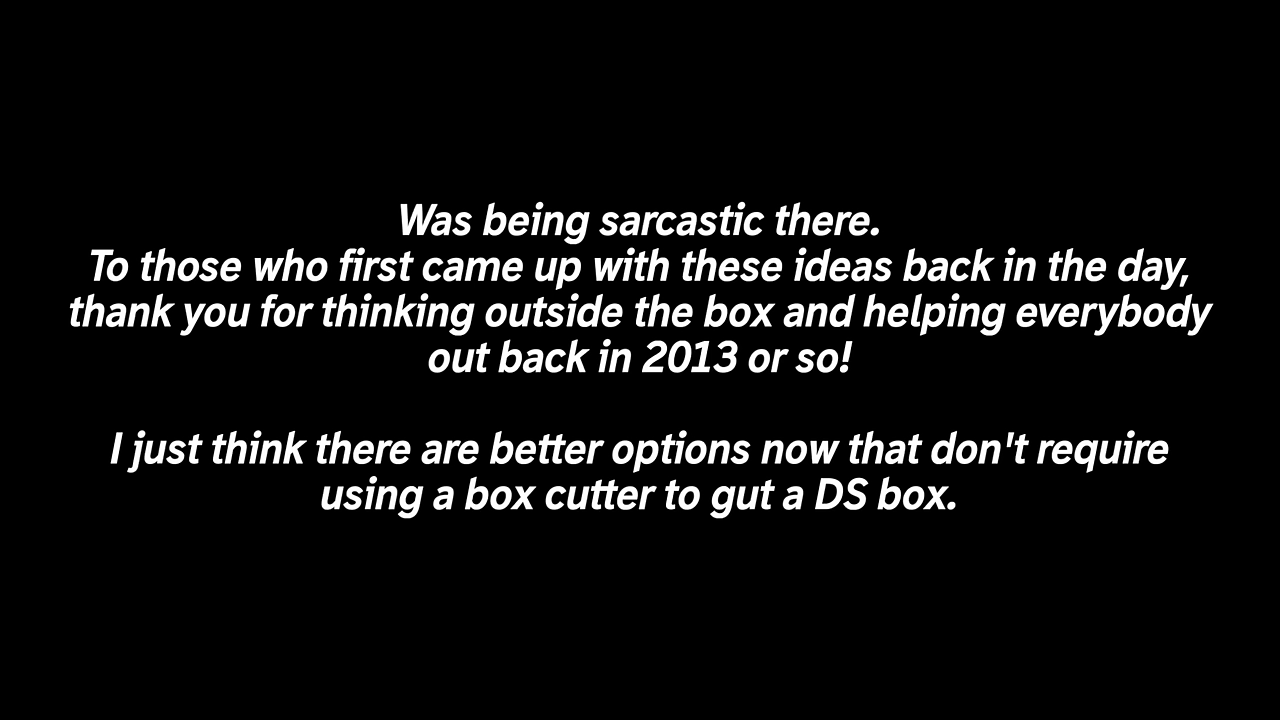 Was being sarcastic there.
To those who first came up with these ideas back in the day,
thank you for thinking outside the box and helping everybody
out back in 2013 or so!
I just think there are better options now that don't require
using a box cutter to gut a DS box.